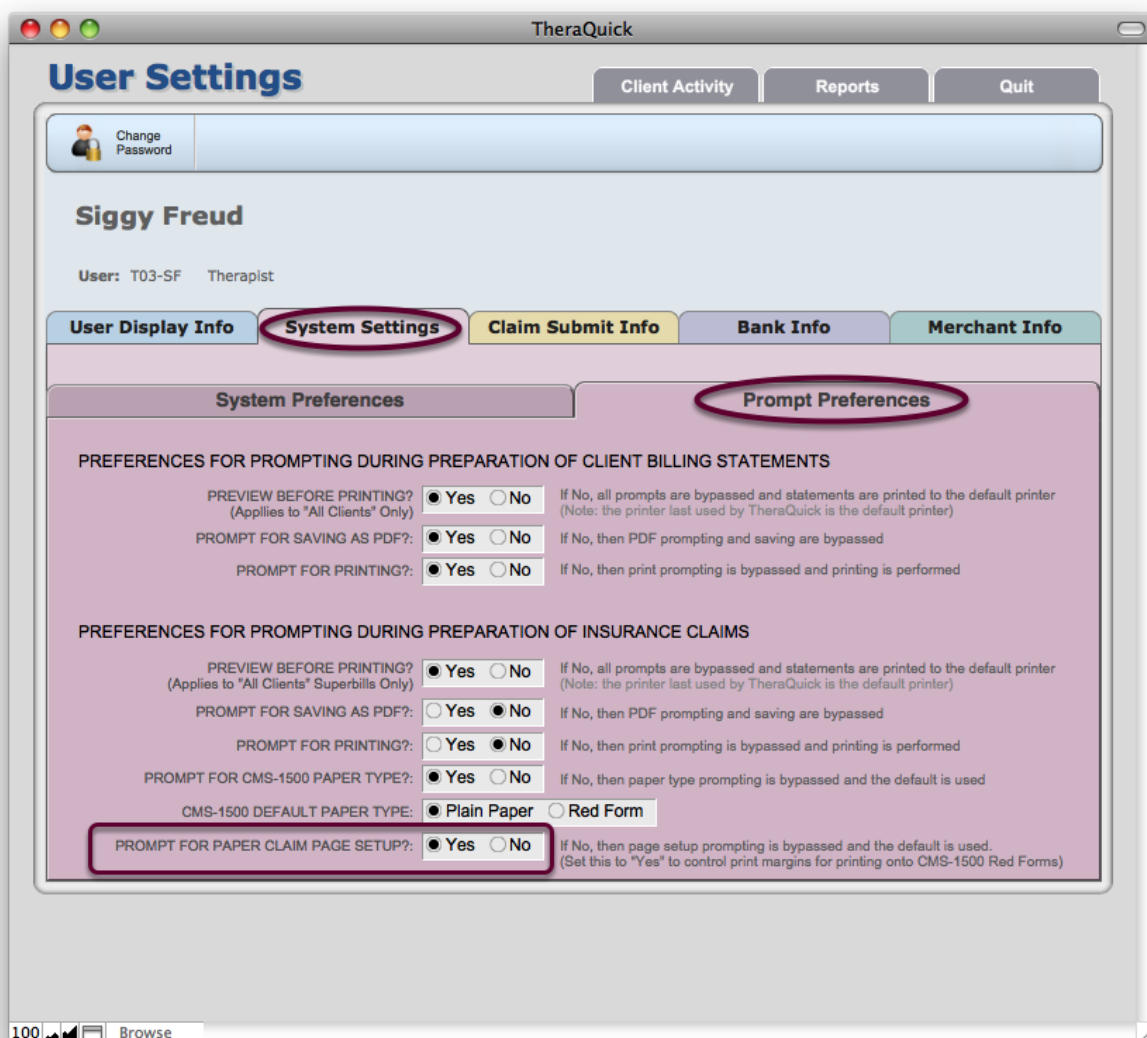 TheraQuick
User Settings
Client Activity
Reports
Quit
Change
Password
Siggy Freud
User: T03-SF Therapist
User Display Info
System Settings
Claim Submit Info
Bank Info
Merchant Info
System Preferences
Prompt Preferences
PREFERENCES FOR PROMPTING DURING PREPARATION OF CLIENT BILLING STATEMENTS
PREVIEW BEFORE PRINTING? Yes No If No, all prompts are bypassed and statements are printed to the default printer
(Appllies to "All Clients" Only) (Note: the printer last used by TheraQuick is the default printer)
PROMPT FOR SAVING AS PDF?: Yes No If No, then PDF prompting and saving are bypassed
PROMPT FOR PRINTING?: Yes No If No, then print prompting is bypassed and printing is performed
PREFERENCES FOR PROMPTING DURING PREPARATION OF INSURANCE CLAIMS
PREVIEW BEFORE PRINTING? Yes No If No, all prompts are bypassed and statements are printed to the default printer
(Applies to "All Clients" Superbills Only) (Note: the printer last used by TheraQuick is the default printer)
PROMPT FOR SAVING AS PDF?: Yes No If No, then PDF prompting and saving are bypassed
PROMPT FOR PRINTING?: Yes No If No, then print prompting is bypassed and printing is performed
PROMPT FOR CMS-1500 PAPER TYPE?: Yes No If No, then paper type prompting is bypassed and the default is used
CMS-1500 DEFAULT PAPER TYPE: Plain Paper Red Form
PROMPT FOR PAPER CLAIM PAGE SETUP?: Yes No If No, then page setup prompting is bypassed and the default is used.
(Set this to "Yes" to control print margins for printing onto CMS-1500 Red Forms)
100 Browse